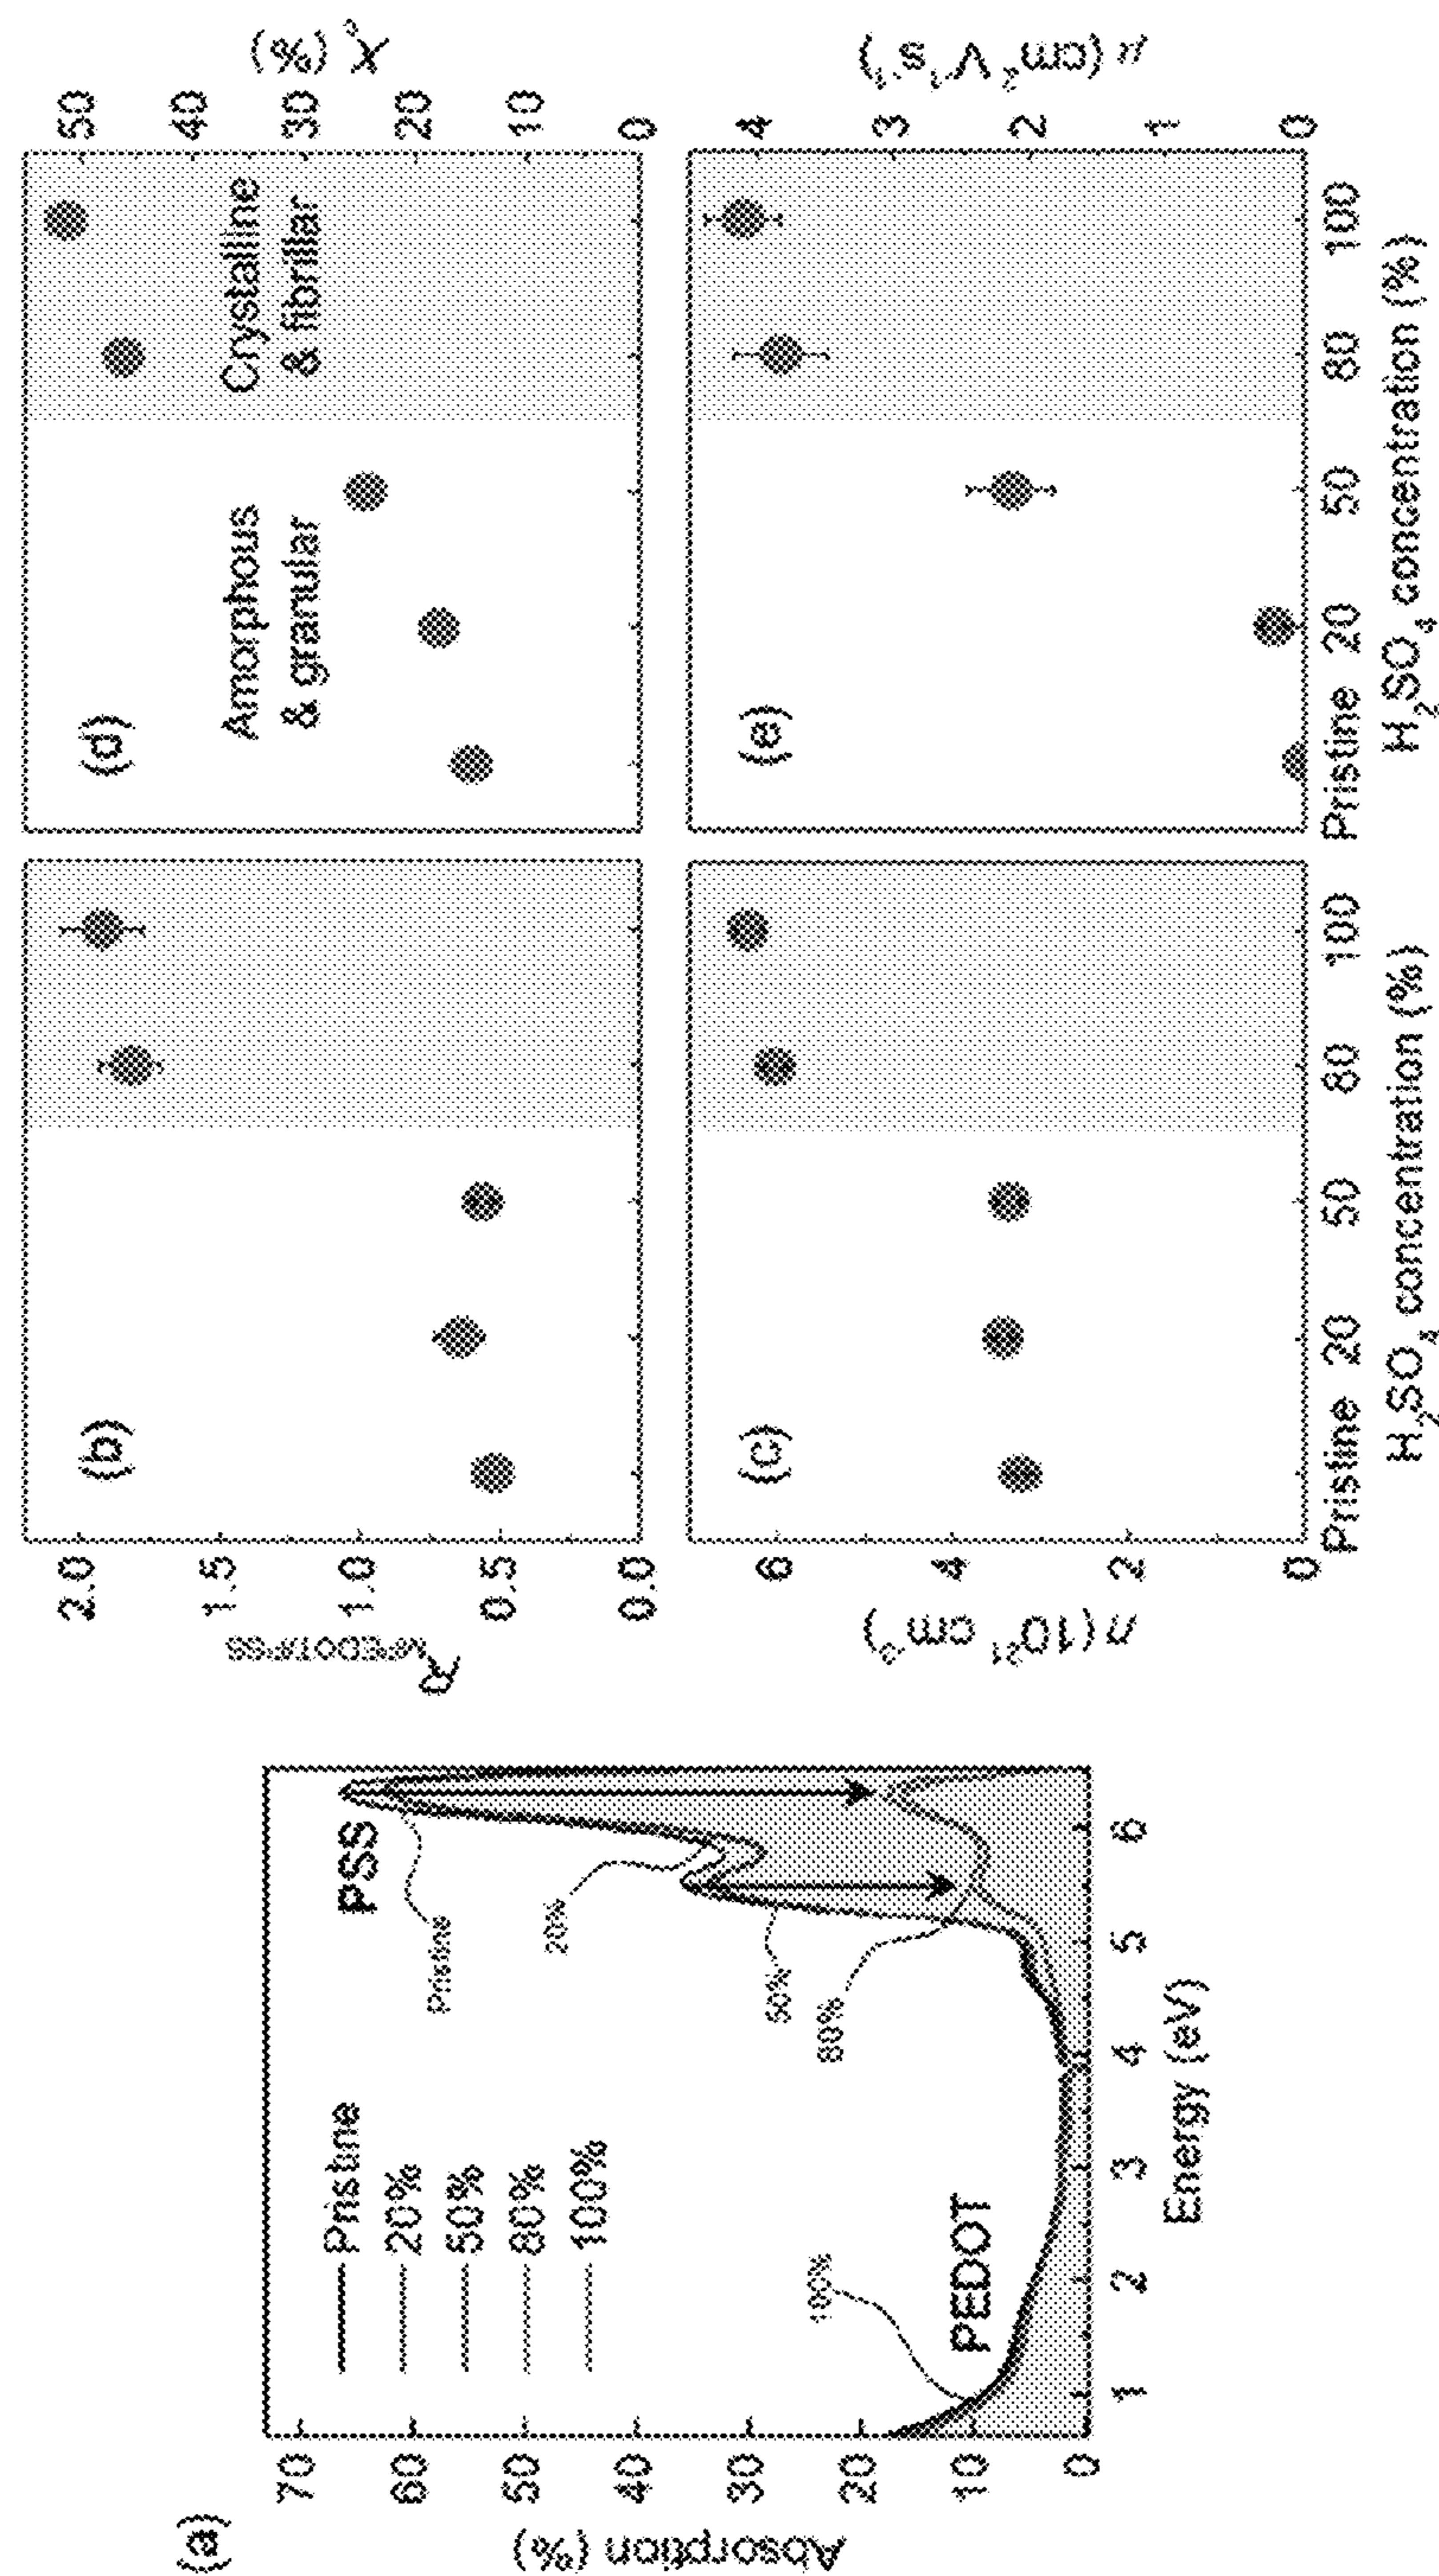 (a)
Absorption (%)
70
60
50
40
30
20
10
0
Pristine
20%
50%
80%
100%
PSS
Pristine
20%
50%
80%
100%
PEDOT
1 2 3 4 5 6
Energy (eV)
(b)
R_PEDOT/PSS
2.0
1.5
1.0
0.5
0.0
(c)
n (10²¹ cm⁻³)
6
4
2
0
Pristine 20 50 80 100
H₂SO₄ concentration (%)
(d)
Amorphous
& granular
Crystalline
& fibrillar
X_c (%)
50
40
30
20
10
0
(e)
μ (cm² V⁻¹ s⁻¹)
4
3
2
1
0
Pristine 20 50 80 100
H₂SO₄ concentration (%)